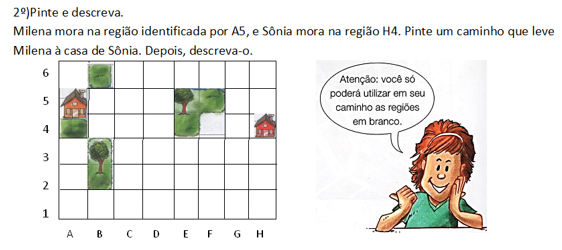 2º)Pinte e descreva.
Milena mora na região identificada por A5, e Sônia mora na região H4. Pinte um caminho que leve
Milena à casa de Sônia. Depois, descreva-o.
6
5
4
3
2
1
A B C D E F G H
Atenção: você só
poderá utilizar em seu
caminho as regiões
em branco.